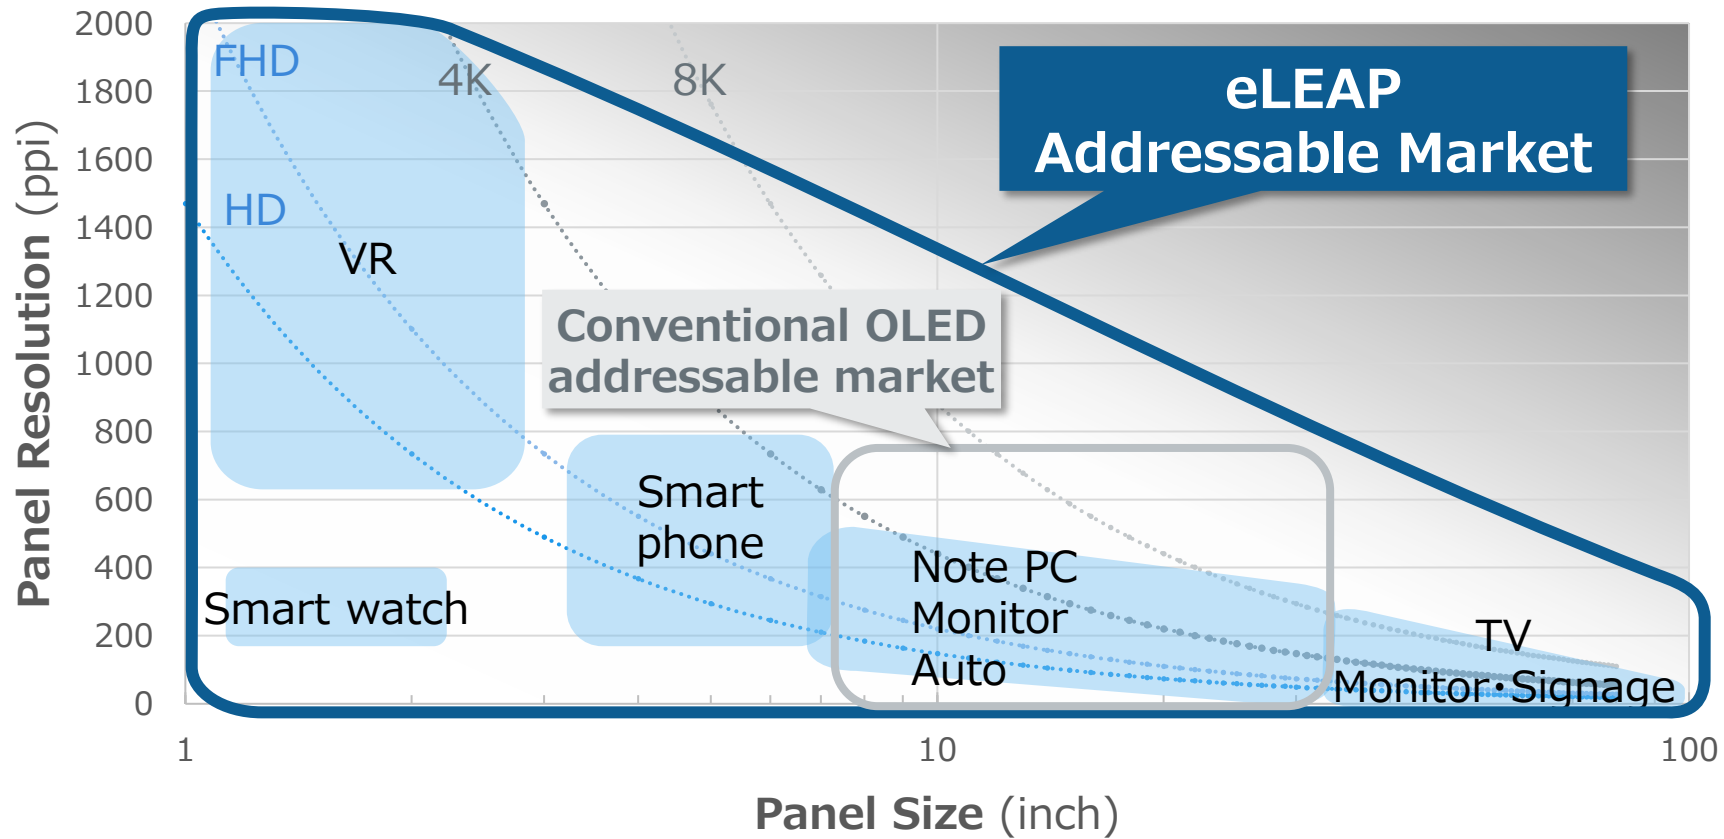 2000
1800
1600
1400
1200
1000
800
600
400
200
0
Panel Resolution (ppi)
FHD
4K
8K
eLEAP
Addressable Market
HD
VR
Conventional OLED
addressable market
Smart
phone
Smart watch
Note PC
Monitor
Auto
TV
Monitor・Signage
1
10
100
Panel Size (inch)